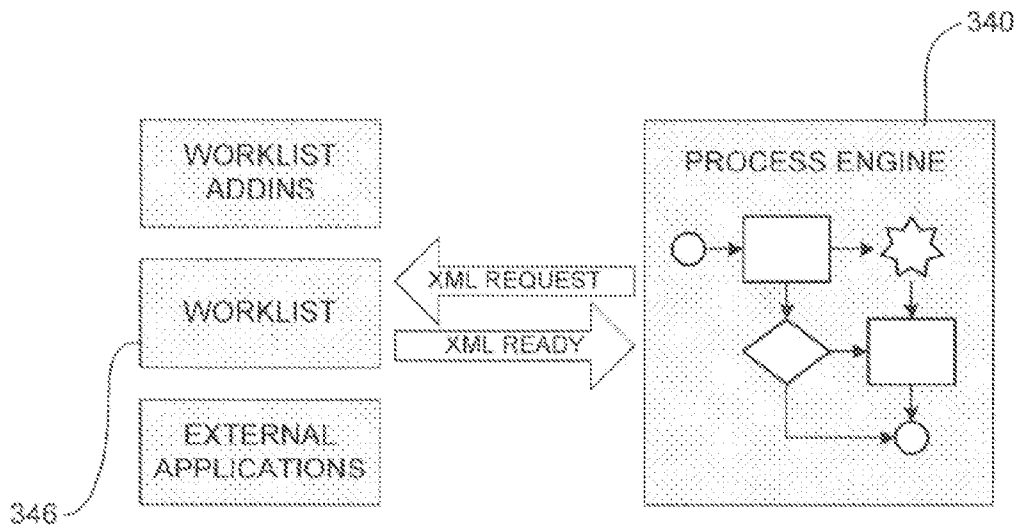 340
WORKLIST
ADDINS
PROCESS ENGINE
XML REQUEST
WORKLIST
XML READY
EXTERNAL
APPLICATIONS
346